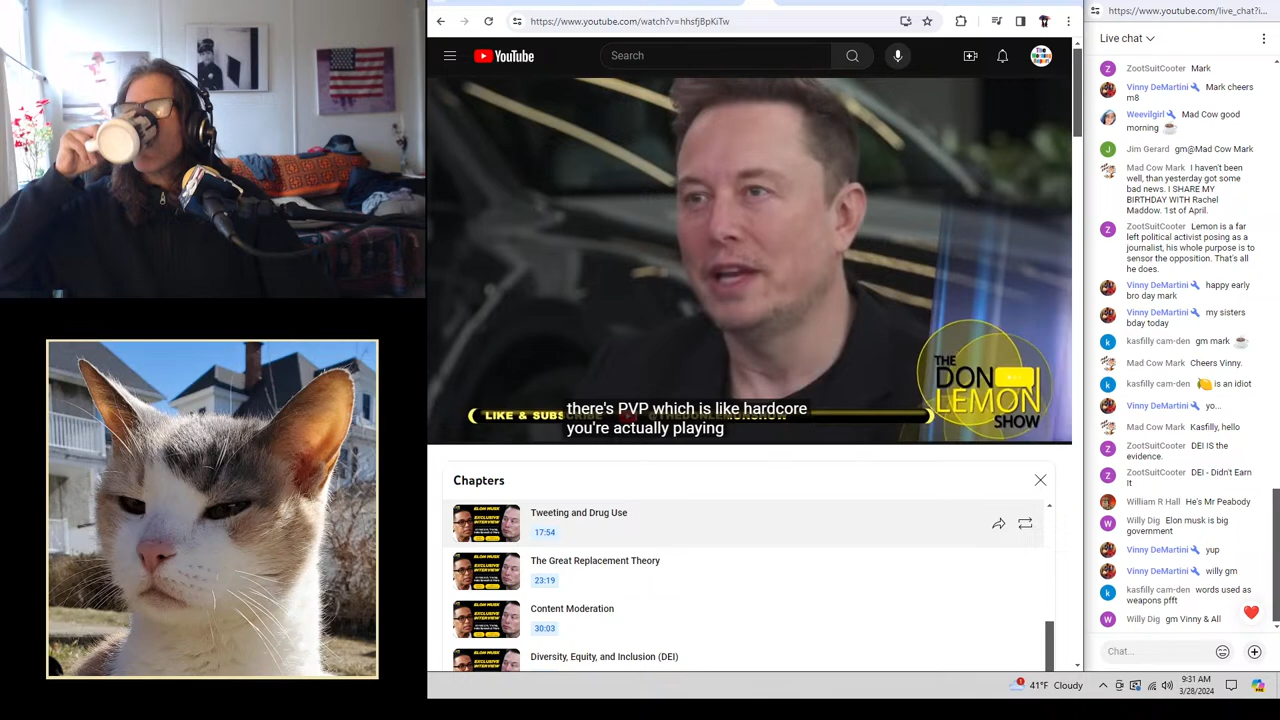 https://www.youtube.com/watch?v=hhsfjBpKiTw
YouTube
Search
THE
DON
LEMON
SHOW
LIKE & SUBS
there's PVP which is like hardcore
you're actually playing
Chapters
Tweeting and Drug Use
17:54
The Great Replacement Theory
23:19
Content Moderation
30:03
Diversity, Equity, and Inclusion (DEI)
https://www.youtube.com/live_chat?i...
Live chat
ZootSuitCooter Mark
Vinny DeMartini Mark cheers
m8
Weevilgirl Mad Cow good
morning
Jim Gerard gm@Mad Cow Mark
Mad Cow Mark I haven't been
well, than yesterday got some
bad news. I SHARE MY
BIRTHDAY WITH Rachel
Maddow. 1st of April.
ZootSuitCooter Lemon is a far
left political activist posing as a
journalist, his whole purpose is to
sensor the opposition. That's all
he does.
Vinny DeMartini happy early
bro day mark
Vinny DeMartini my sisters
bday today
kasfilly cam-den gm mark
Mad Cow Mark Cheers Vinny.
kasfilly cam-den is an idiot
Vinny DeMartini yo...
Mad Cow Mark Kasfilly, hello
ZootSuitCooter DEI IS the
evidence.
ZootSuitCooter DEI - Didn't Earn
It
William R Hall He's Mr Peabody
Willy Dig Elon musk is big
government
Vinny DeMartini yup
Vinny DeMartini willy gm
kasfilly cam-den words used as
weapons pfft
Willy Dig gm Vinny & All
Chat...
41°F Cloudy
9:31 AM
3/28/2024